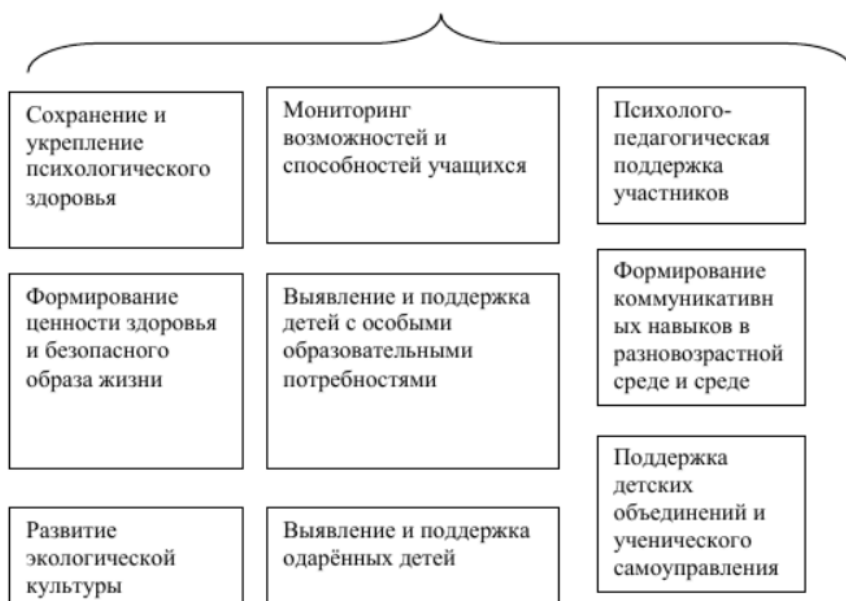 Сохранение и
укрепление
психологического
здоровья
Мониторинг
возможностей и
способностей учащихся
Психолого-
педагогическая
поддержка
участников
Формирование
ценности здоровья
и безопасного
образа жизни
Выявление и поддержка
детей с особыми
образовательными
потребностями
Формирование
коммуникативн
ых навыков в
разновозрастной
среде и среде
Развитие
экологической
культуры
Выявление и поддержка
одарённых детей
Поддержка
детских
объединений и
ученического
самоуправления